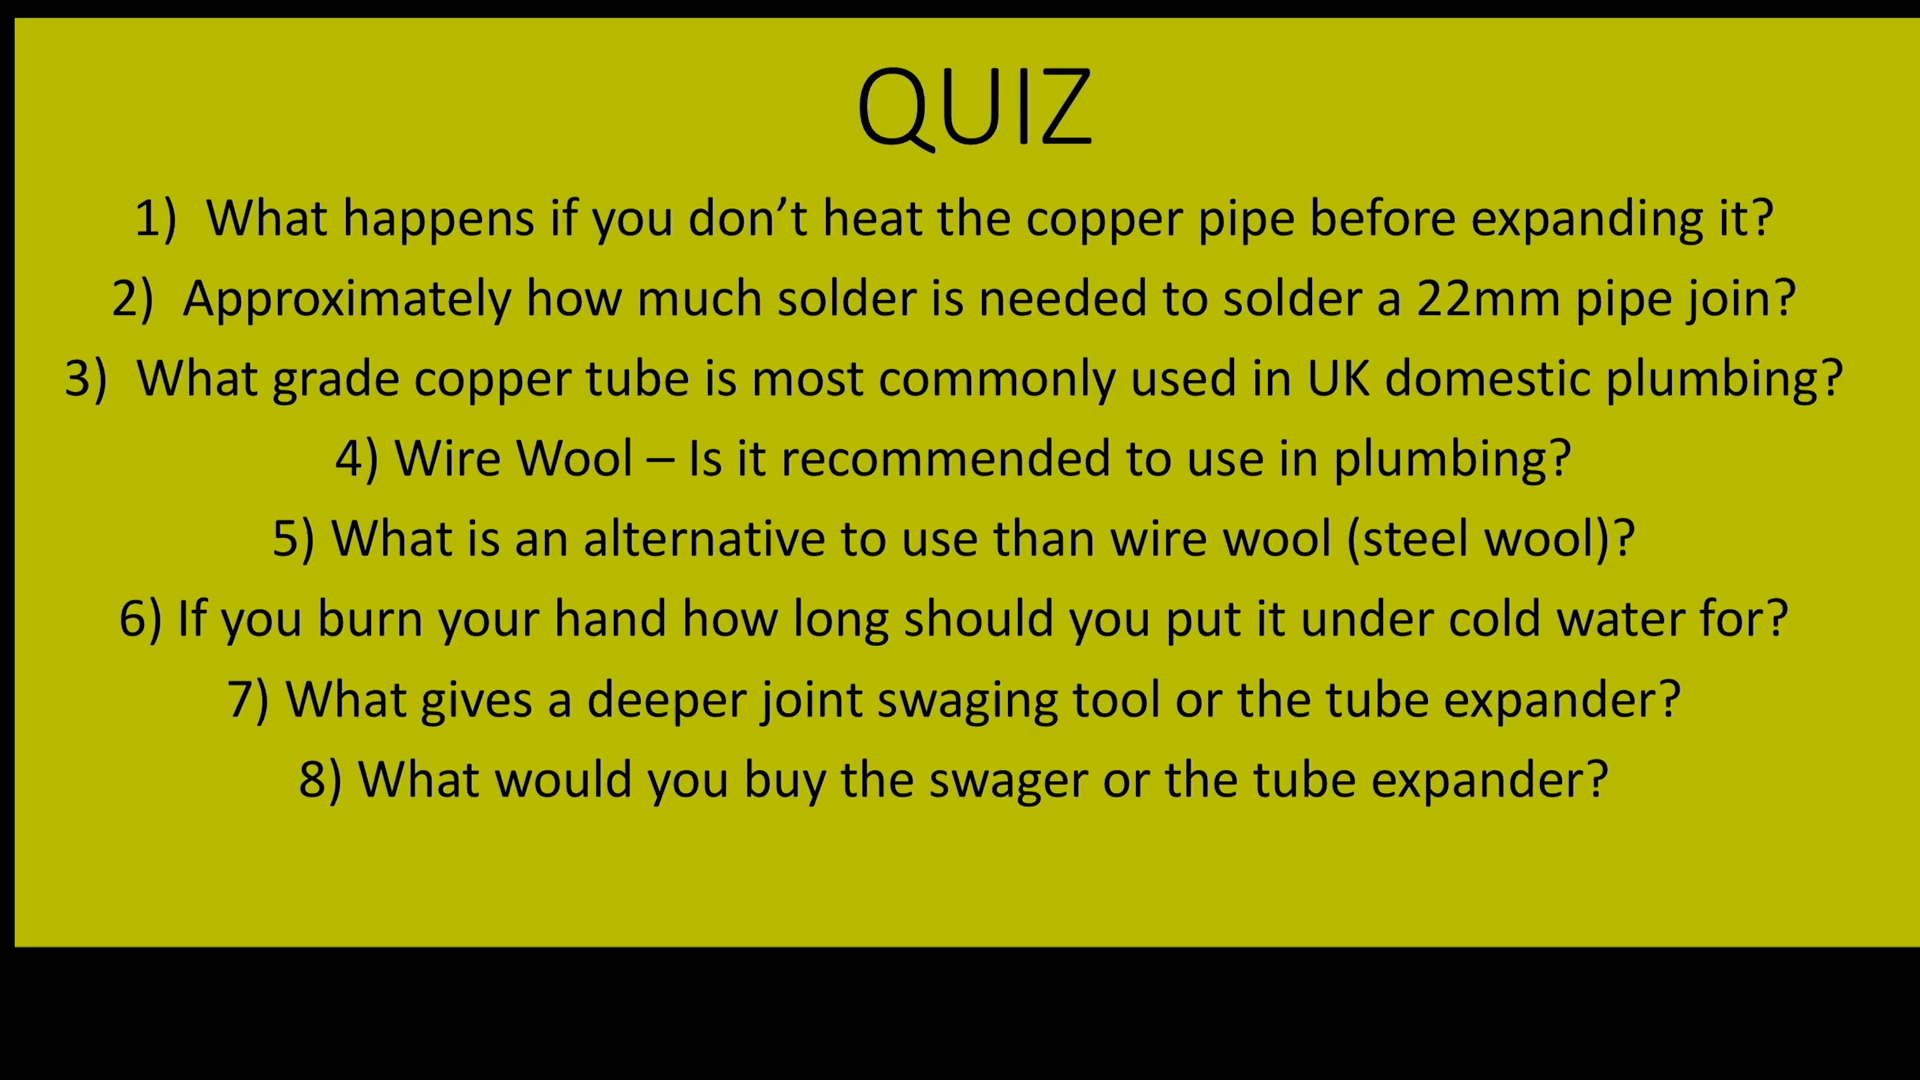 QUIZ
1) What happens if you don’t heat the copper pipe before expanding it?
2) Approximately how much solder is needed to solder a 22mm pipe join?
3) What grade copper tube is most commonly used in UK domestic plumbing?
4) Wire Wool – Is it recommended to use in plumbing?
5) What is an alternative to use than wire wool (steel wool)?
6) If you burn your hand how long should you put it under cold water for?
7) What gives a deeper joint swaging tool or the tube expander?
8) What would you buy the swager or the tube expander?